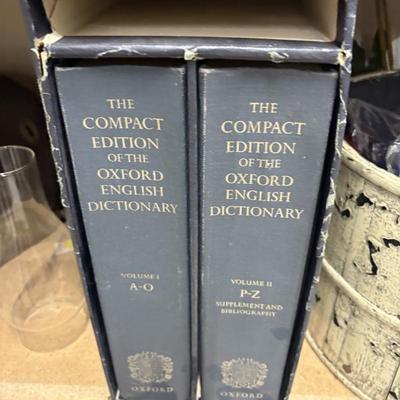 THE
COMPACT
EDITION
OF THE
OXFORD
ENGLISH
DICTIONARY
VOLUME I
A-O
OXFORD
THE
COMPACT
EDITION
OF THE
OXFORD
ENGLISH
DICTIONARY
VOLUME II
P-Z
SUPPLEMENT AND
BIBLIOGRAPHY
OXFORD